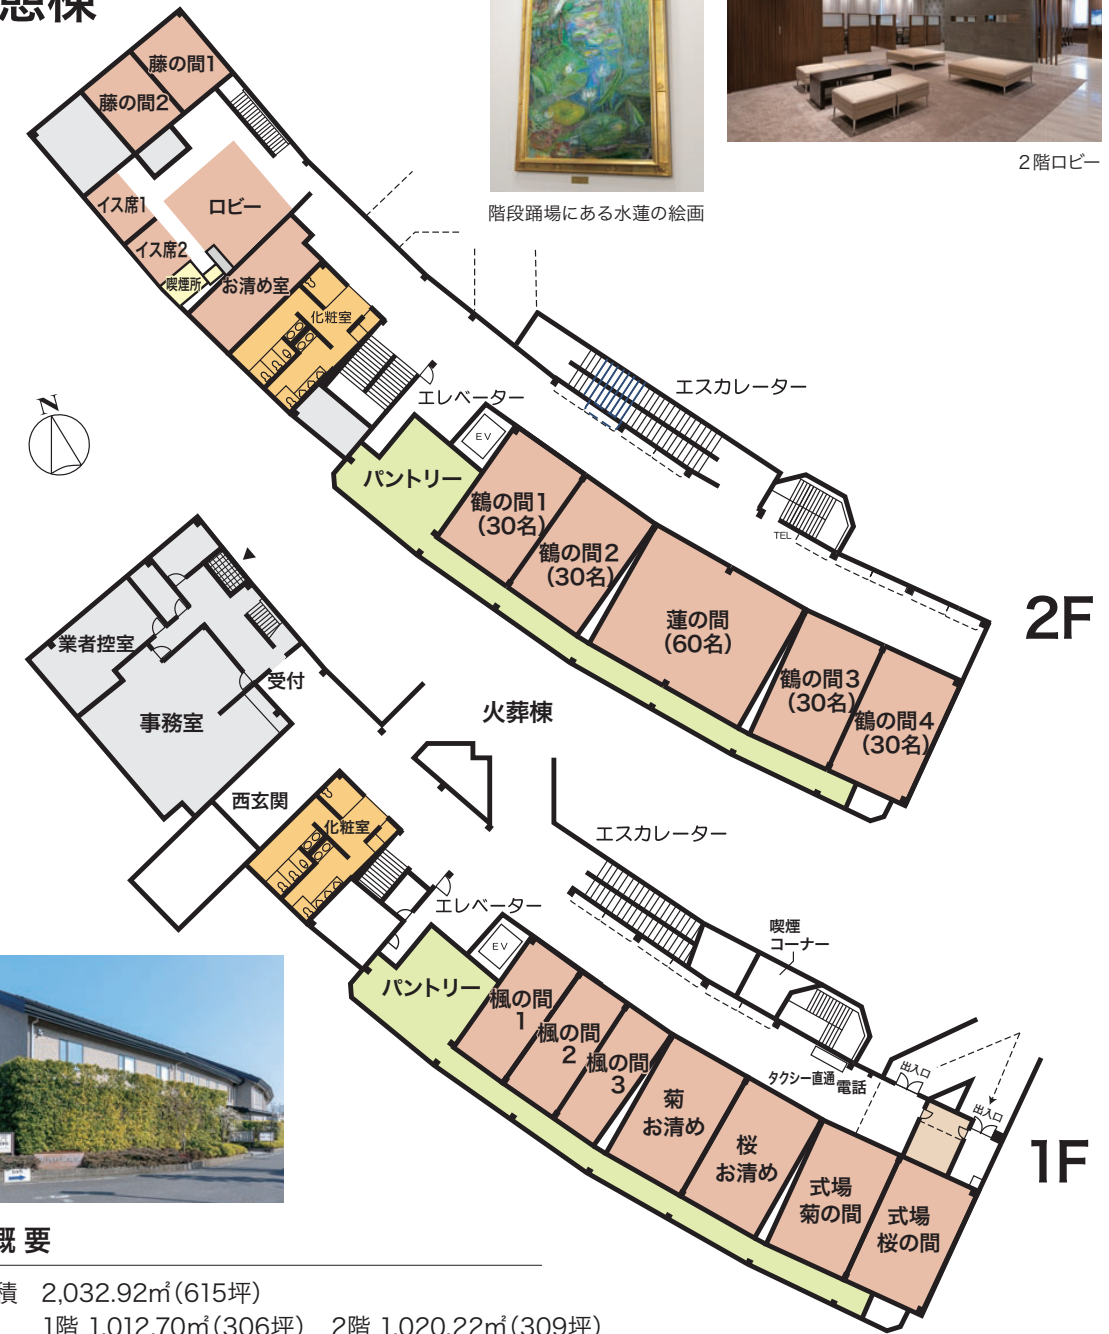 憩棟
2階ロビー
階段踊場にある水蓮の絵画
藤の間1
藤の間2
イス席1
ロビー
イス席2
喫煙所
お清め室
化粧室
エレベーター
エスカレーター
EV
N
パントリー
鶴の間1
(30名)
鶴の間2
(30名)
TEL
蓮の間
(60名)
2F
鶴の間3
(30名)
鶴の間4
(30名)
業者控室
受付
事務室
火葬棟
西玄関
化粧室
エスカレーター
エレベーター
EV
喫煙
コーナー
パントリー
楓の間
1
楓の間
2
楓の間
3
タクシー直通
電話
出入口
出入口
菊
お清め
桜
お清め
1F
式場
菊の間
式場
桜の間
概 要
積 2,032.92㎡(615坪)
1階 1,012.70㎡(306坪) 2階 1,020.22㎡(309坪)